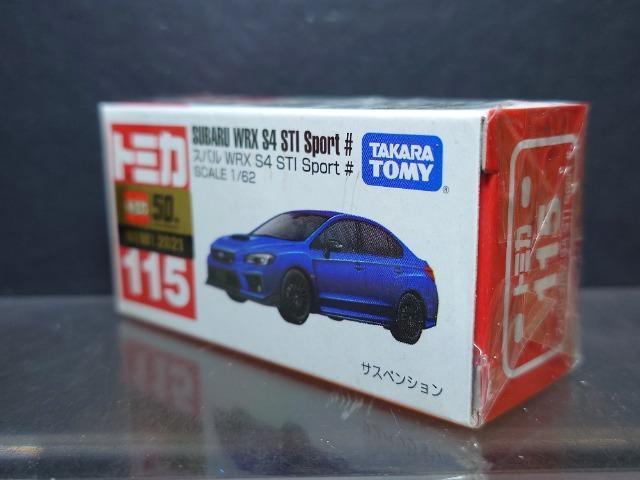 トミカ
SUBARU WRX S4 STI Sport #
スバル WRX S4 STI Sport #
SCALE 1/62
TAKARA
TOMY
®
50th
2021
115
サスペンション
トミカ
115